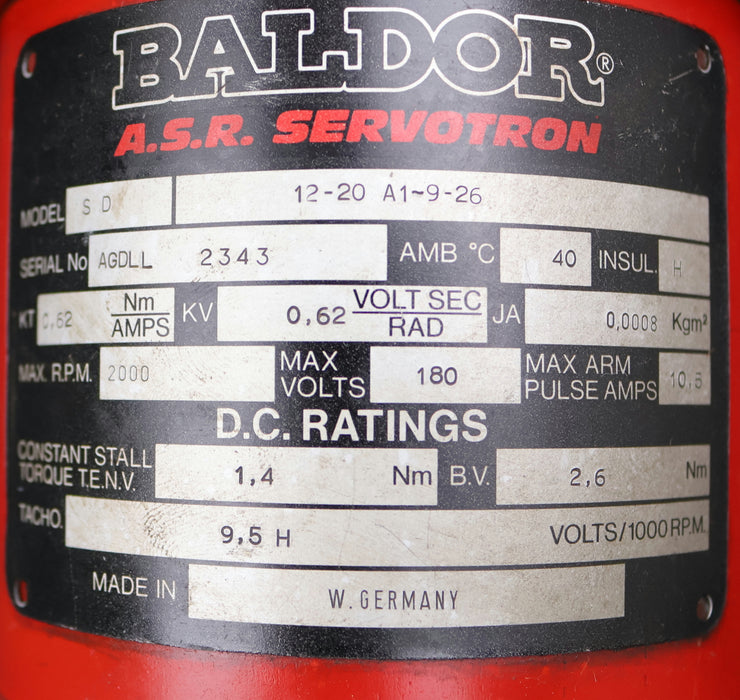 BALDOR®
A.S.R. SERVOTRON
MODEL S D 12-20 A1~9-26
SERIAL No AGDLL 2343 AMB °C 40 INSUL. H
KT 0,62 Nm/AMPS KV 0,62 VOLT SEC/RAD JA 0,0008 Kgm²
MAX. R.P.M. 2000 MAX VOLTS 180 MAX ARM PULSE AMPS 10,5
D.C. RATINGS
CONSTANT STALL TORQUE T.E.N.V. 1,4 Nm B.V. 2,6 Nm
TACHO. 9,5 H VOLTS/1000 R.P.M.
MADE IN W. GERMANY